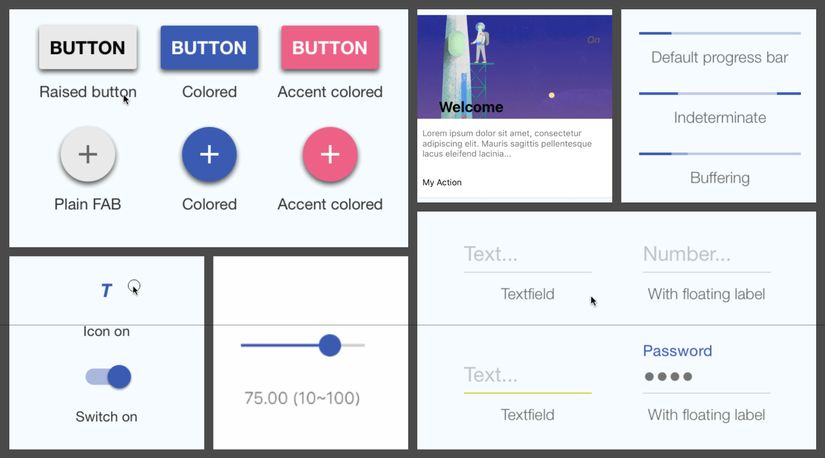 BUTTON BUTTON BUTTON
Raised button Colored Accent colored
Plain FAB Colored Accent colored
On
Welcome
Lorem ipsum dolor sit amet, consectetur
adipiscing elit. Mauris sagittis pellentesque
lacus eleifend lacinia...
My Action
Default progress bar
Indeterminate
Buffering
T
Icon on
Switch on
75.00 (10~100)
Text... Number...
Textfield With floating label
Password
Text...
Textfield With floating label